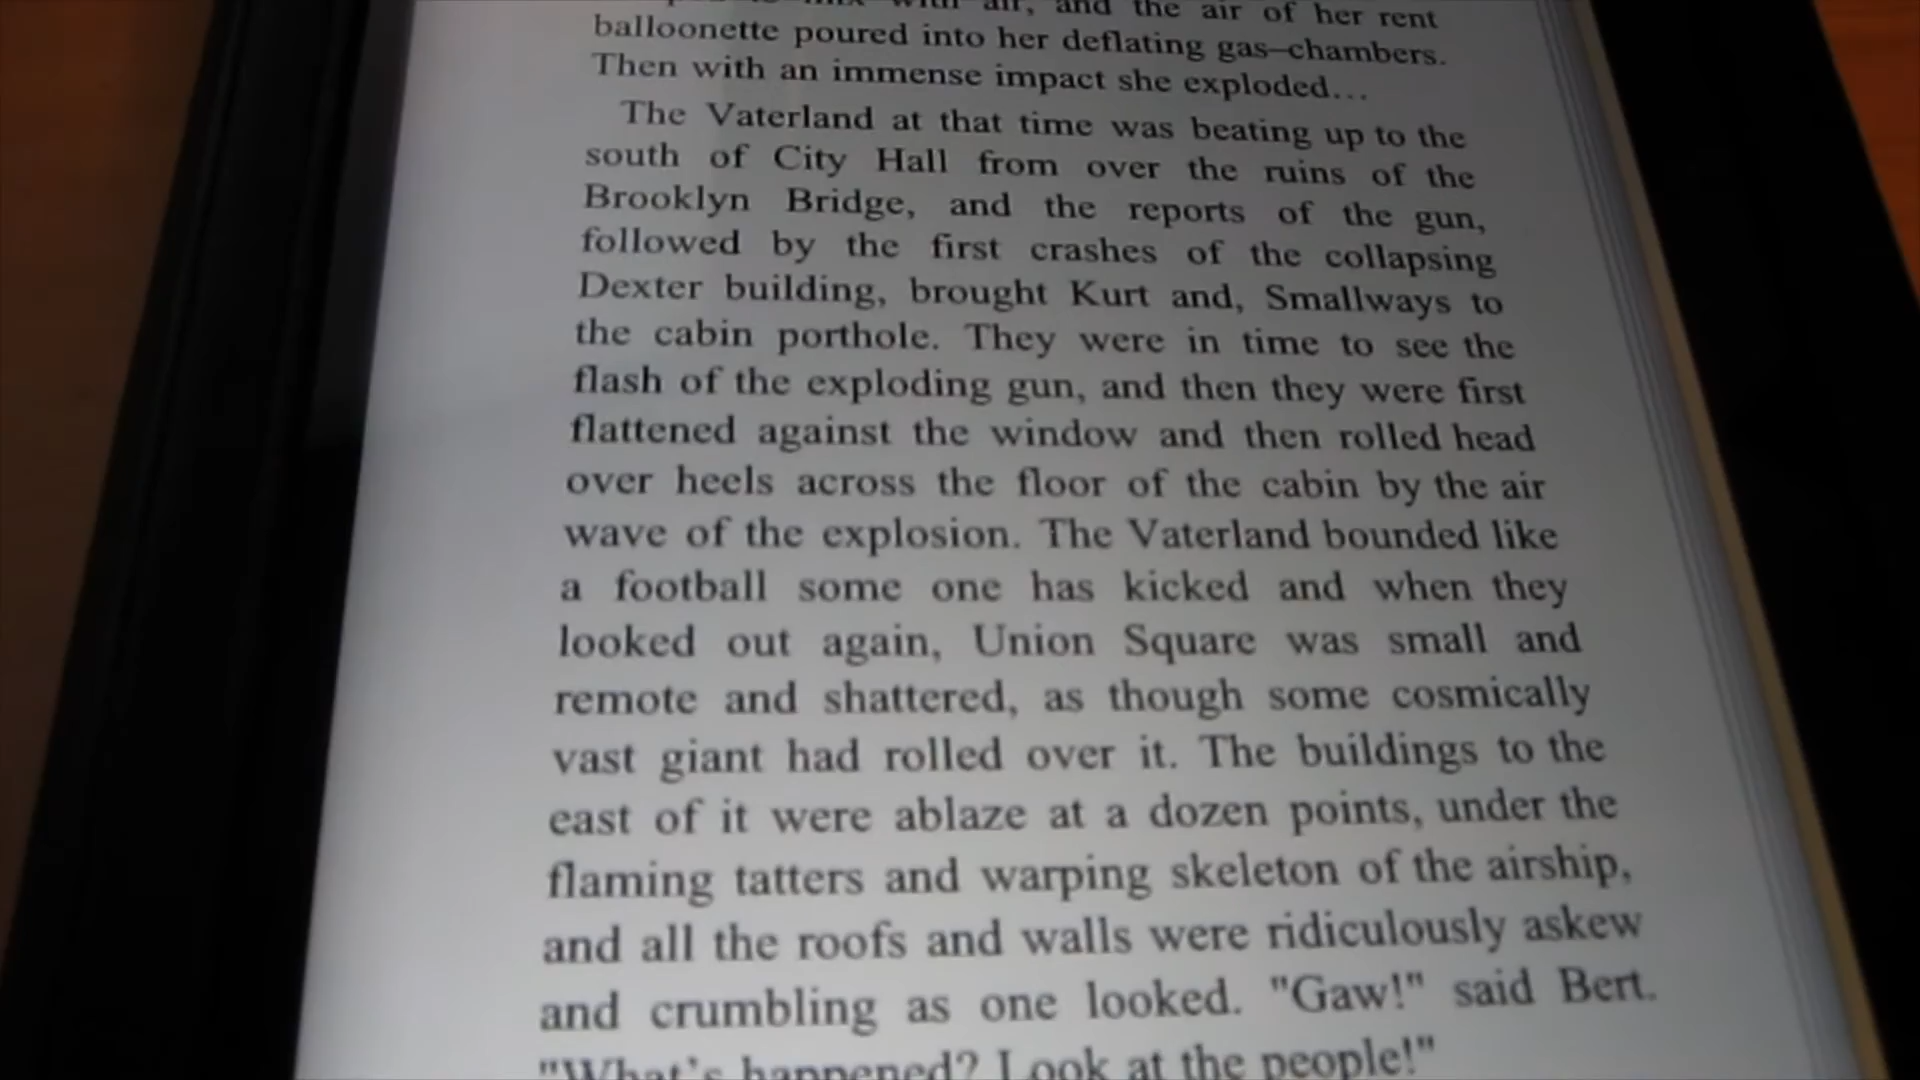 mix with air, and the air of her rent
balloonette poured into her deflating gas–chambers.
Then with an immense impact she exploded...
The Vaterland at that time was beating up to the
south of City Hall from over the ruins of the
Brooklyn Bridge, and the reports of the gun,
followed by the first crashes of the collapsing
Dexter building, brought Kurt and, Smallways to
the cabin porthole. They were in time to see the
flash of the exploding gun, and then they were first
flattened against the window and then rolled head
over heels across the floor of the cabin by the air
wave of the explosion. The Vaterland bounded like
a football some one has kicked and when they
looked out again, Union Square was small and
remote and shattered, as though some cosmically
vast giant had rolled over it. The buildings to the
east of it were ablaze at a dozen points, under the
flaming tatters and warping skeleton of the airship,
and all the roofs and walls were ridiculously askew
and crumbling as one looked. "Gaw!" said Bert.
"What's happened? Look at the people!"